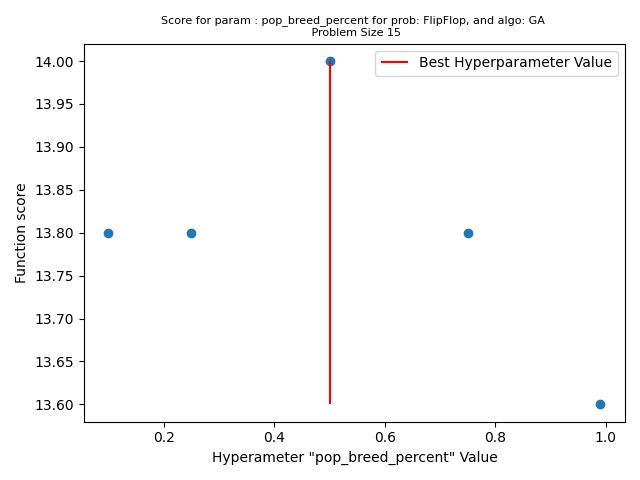 Score for param : pop_breed_percent for prob: FlipFlop, and algo: GA
Problem Size 15
Best Hyperparameter Value
Function score
14.00
13.95
13.90
13.85
13.80
13.75
13.70
13.65
13.60
0.2 0.4 0.6 0.8 1.0
Hyperameter "pop_breed_percent" Value